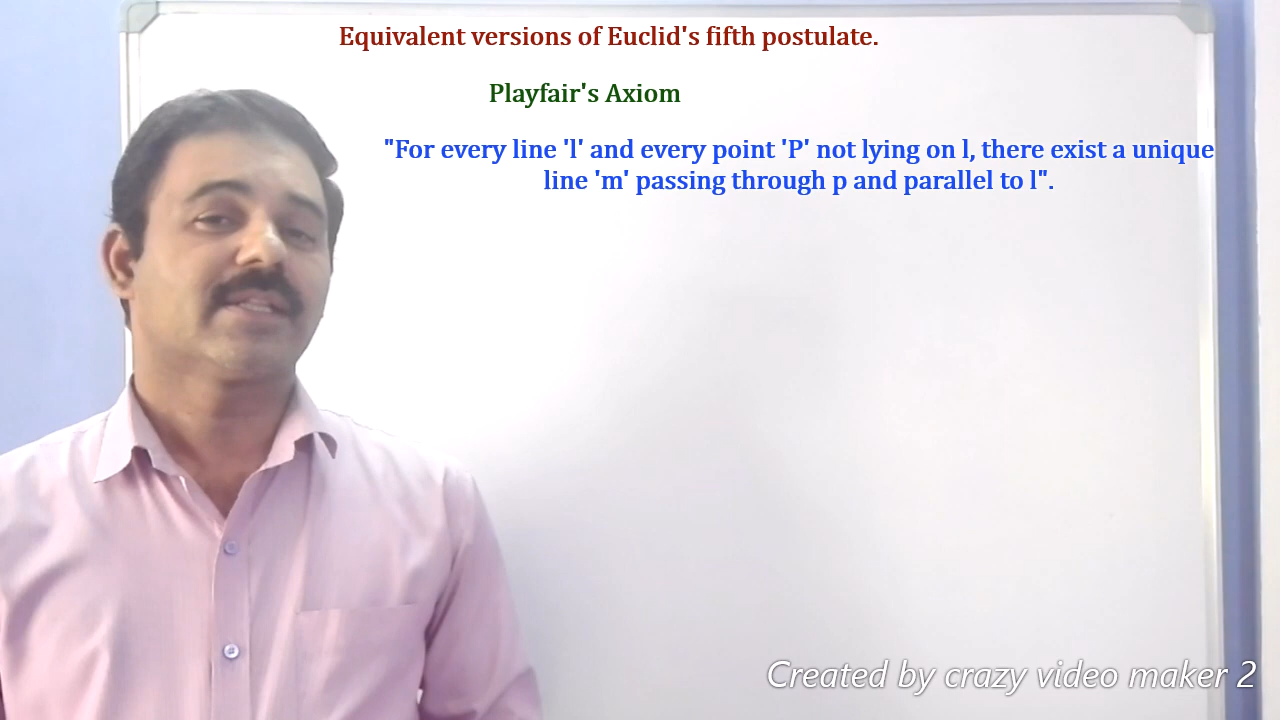 Equivalent versions of Euclid's fifth postulate.
Playfair's Axiom
"For every line 'l' and every point 'P' not lying on l, there exist a unique
line 'm' passing through p and parallel to l".
Created by crazy video maker 2